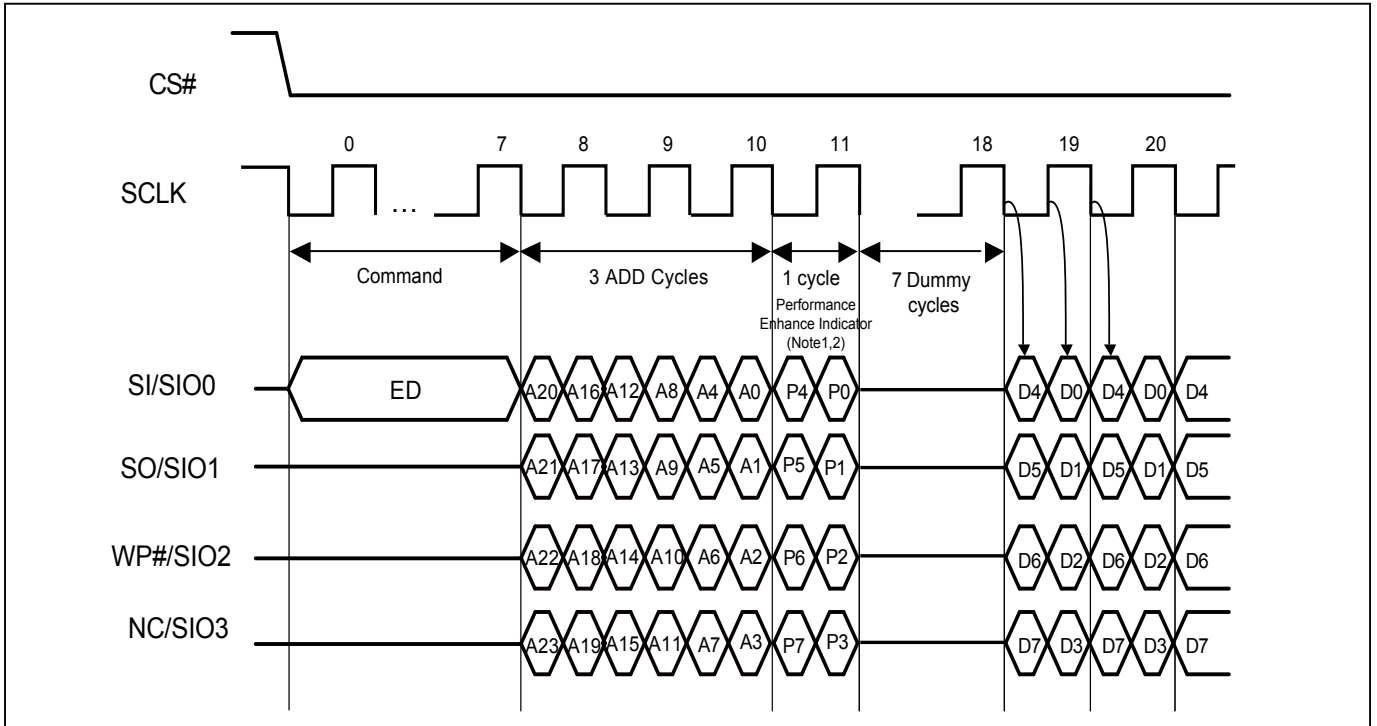 CS#
0 7 8 9 10 11 18 19 20
SCLK
...
Command 3 ADD Cycles 1 cycle 7 Dummy
cycles
Performance
Enhance Indicator
(Note1,2)
SI/SIO0 ED A20 A16 A12 A8 A4 A0 P4 P0 D4 D0 D4 D0 D4
SO/SIO1 A21 A17 A13 A9 A5 A1 P5 P1 D5 D1 D5 D1 D5
WP#/SIO2 A22 A18 A14 A10 A6 A2 P6 P2 D6 D2 D6 D2 D6
NC/SIO3 A23 A19 A15 A11 A7 A3 P7 P3 D7 D3 D7 D3 D7